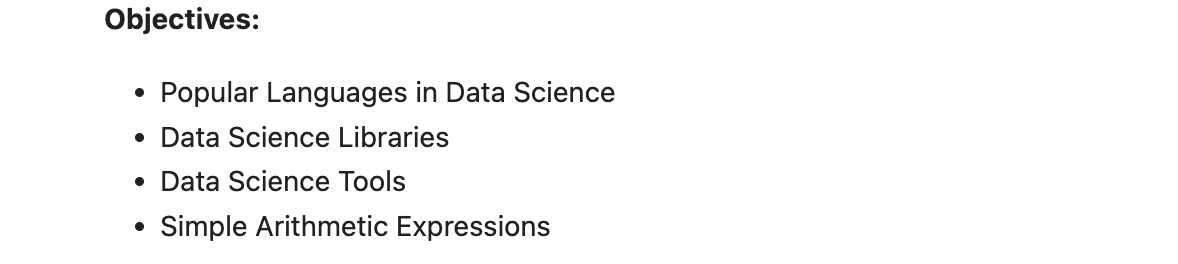 Objectives:
• Popular Languages in Data Science
• Data Science Libraries
• Data Science Tools
• Simple Arithmetic Expressions